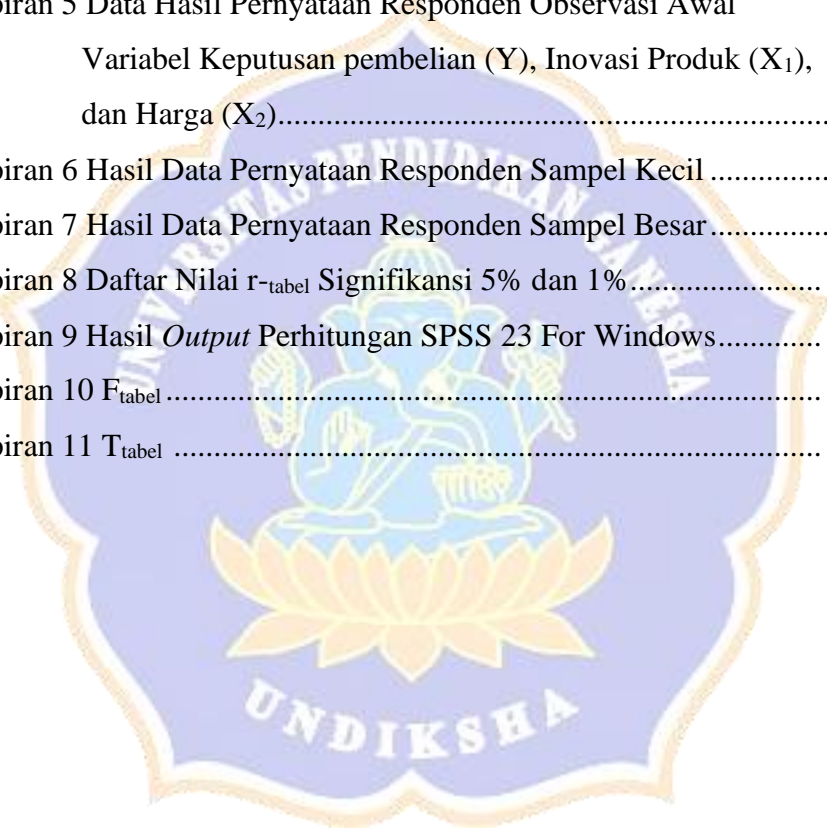 piran 5 Data Hasil Pernyataan Responden Observasi Awal
Variabel Keputusan pembelian (Y), Inovasi Produk (X₁),
dan Harga (X₂)......................................................................
piran 6 Hasil Data Pernyataan Responden Sampel Kecil ...............
piran 7 Hasil Data Pernyataan Responden Sampel Besar...............
piran 8 Daftar Nilai r-tabel Signifikansi 5% dan 1%........................
piran 9 Hasil Output Perhitungan SPSS 23 For Windows.............
piran 10 Ftabel...................................................................................
piran 11 Ttabel ..................................................................................
UNIVERSITAS PENDIDIKAN GANESHA
UNDIKSHA